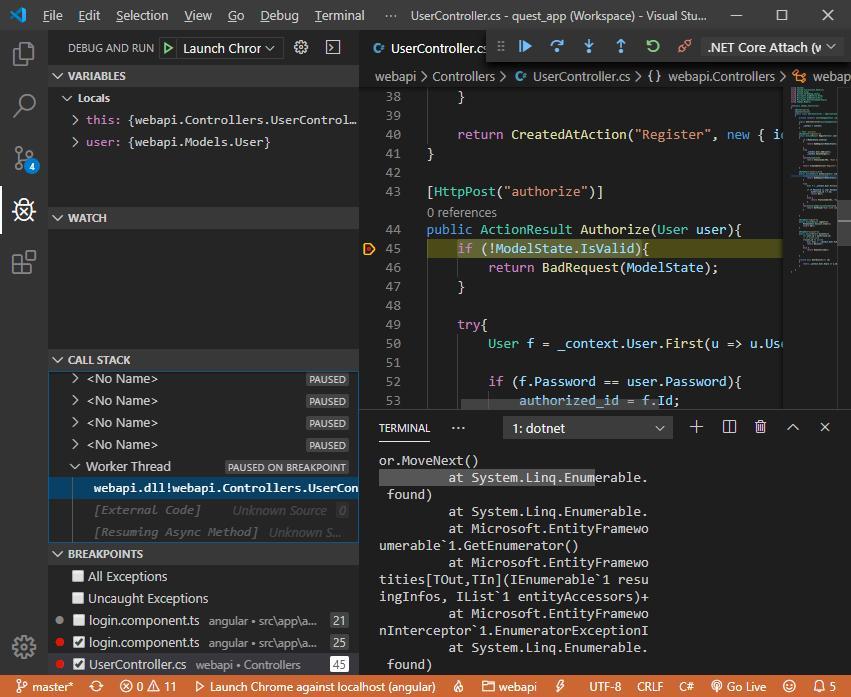 File Edit Selection View Go Debug Terminal ··· UserController.cs - quest_app (Workspace) - Visual Stu...
DEBUG AND RUN Launch Chror
UserController.cs
.NET Core Attach (w
VARIABLES
Locals
this: {webapi.Controllers.UserControl...
user: {webapi.Models.User}
WATCH
CALL STACK
<No Name> PAUSED
<No Name> PAUSED
<No Name> PAUSED
<No Name> PAUSED
Worker Thread PAUSED ON BREAKPOINT
webapi.dll!webapi.Controllers.UserCon
[External Code] Unknown Source 0
[Resuming Async Method] Unknown S...
BREAKPOINTS
All Exceptions
Uncaught Exceptions
login.component.ts angular • src\app\a... 21
login.component.ts angular • src\app\a... 25
UserController.cs webapi • Controllers 45
4
webapi > Controllers > UserController.cs > {} webapi.Controllers > webap
38 }
39
40 return CreatedAtAction("Register", new { id
41 }
42
43 [HttpPost("authorize")]
0 references
44 public ActionResult Authorize(User user){
45 if (!ModelState.IsValid){
46 return BadRequest(ModelState);
47 }
48
49 try{
50 User f = _context.User.First(u => u.Use
51
52 if (f.Password == user.Password){
53 authorized_id = f.Id;
TERMINAL ··· 1: dotnet
or.MoveNext()
at System.Linq.Enumerable.
found)
at System.Linq.Enumerable.
at Microsoft.EntityFramewo
umerable`1.GetEnumerator()
at Microsoft.EntityFramewo
tities[TOut,TIn](IEnumerable`1 resu
ingInfos, IList`1 entityAccessors)+
at Microsoft.EntityFramewo
nInterceptor`1.EnumeratorExceptionI
at System.Linq.Enumerable.
found)
master* 0 11 Launch Chrome against localhost (angular) webapi UTF-8 CRLF C# Go Live 5